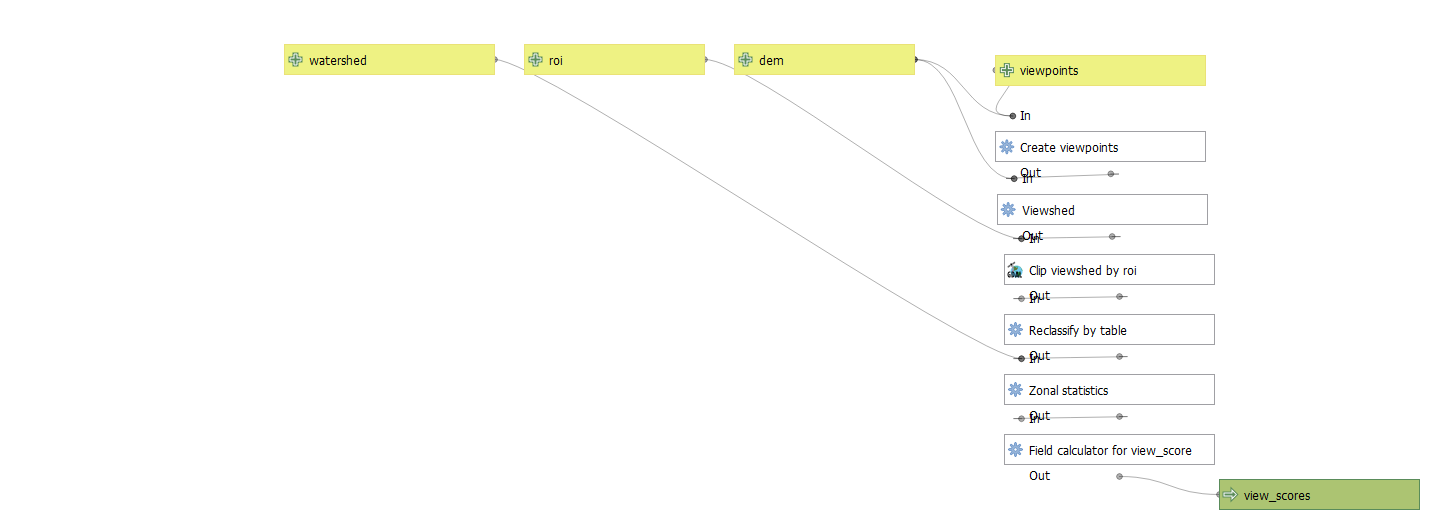 watershed
roi
dem
viewpoints
In
Create viewpoints
Out
In
Viewshed
Out
In
GDAL
Clip viewshed by roi
Out
In
Reclassify by table
Out
In
Zonal statistics
Out
In
Field calculator for view_score
Out
view_scores